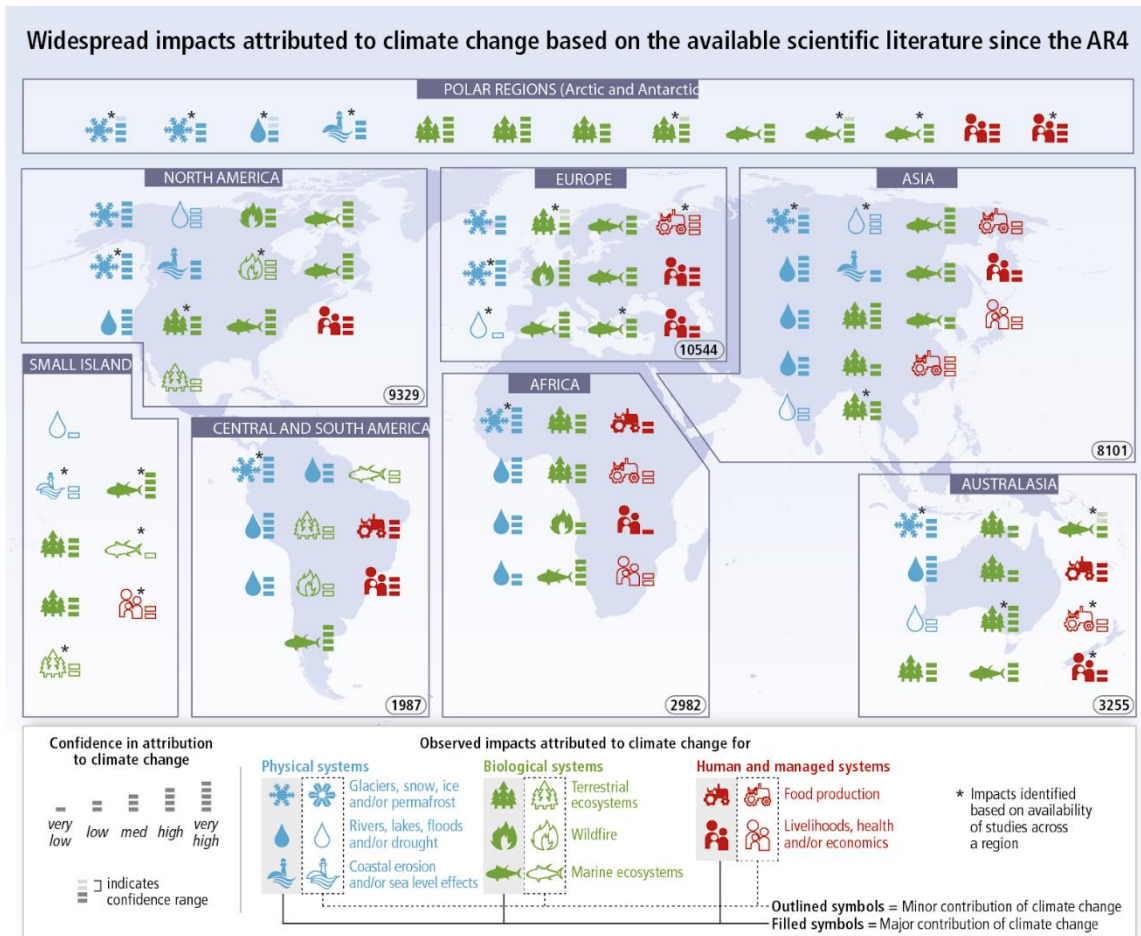 Widespread impacts attributed to climate change based on the available scientific literature since the AR4
POLAR REGIONS (Arctic and Antarctic
NORTH AMERICA
EUROPE
ASIA
10544
SMALL ISLAND
9329
AFRICA
CENTRAL AND SOUTH AMERICA
8101
AUSTRALASIA
1987
2982
3255
Confidence in attribution
to climate change
very
low
low
med
high
very
high
indicates
confidence range
Observed impacts attributed to climate change for
Physical systems
Glaciers, snow, ice
and/or permafrost
Rivers, lakes, floods
and/or drought
Coastal erosion
and/or sea level effects
Biological systems
Terrestrial
ecosystems
Wildfire
Marine ecosystems
Human and managed systems
Food production
Livelihoods, health
and/or economics
* Impacts identified
based on availability
of studies across
a region
Outlined symbols = Minor contribution of climate change
Filled symbols = Major contribution of climate change